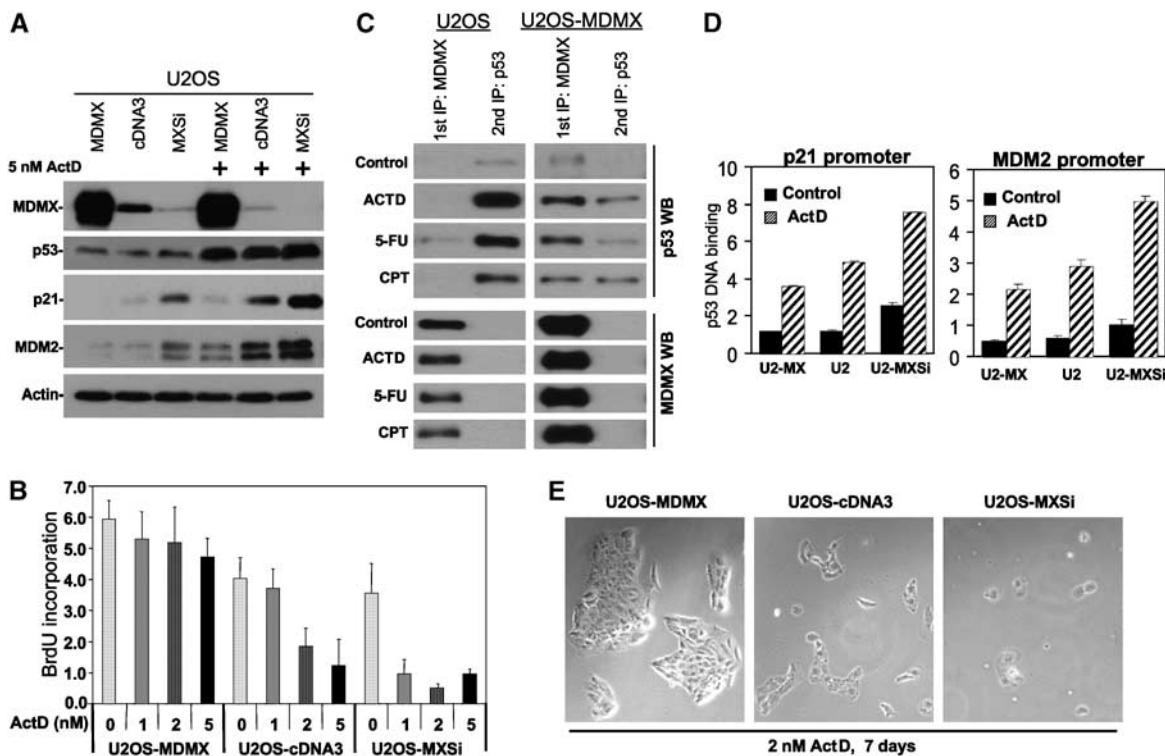 A
U2OS
MDMX
cDNA3
MXSi
MDMX
cDNA3
MXSi
5 nM ActD + + +
MDMX-
p53-
p21-
MDM2-
Actin-
B
BrdU incorporation
7.0
6.0
5.0
4.0
3.0
2.0
1.0
0.0
ActD (nM) 0 1 2 5 0 1 2 5 0 1 2 5
U2OS-MDMX U2OS-cDNA3 U2OS-MXSi
C
U2OS U2OS-MDMX
1st IP: MDMX
2nd IP: p53
1st IP: MDMX
2nd IP: p53
Control
ACTD
5-FU
CPT
p53 WB
Control
ACTD
5-FU
CPT
MDMX WB
D
p21 promoter
Control
ActD
p53 DNA binding
10
8
6
4
2
0
U2-MX U2 U2-MXSi
MDM2 promoter
Control
ActD
6
5
4
3
2
1
0
U2-MX U2 U2-MXSi
E
U2OS-MDMX U2OS-cDNA3 U2OS-MXSi
2 nM ActD, 7 days